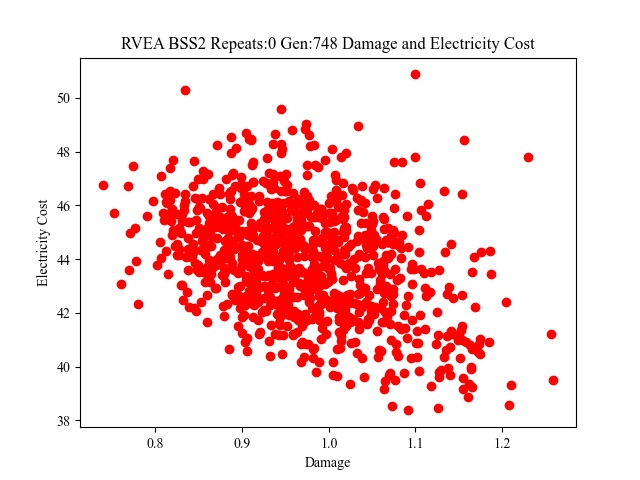 RVEA BSS2 Repeats:0 Gen:748 Damage and Electricity Cost
Electricity Cost
50
48
46
44
42
40
38
0.8 0.9 1.0 1.1 1.2
Damage